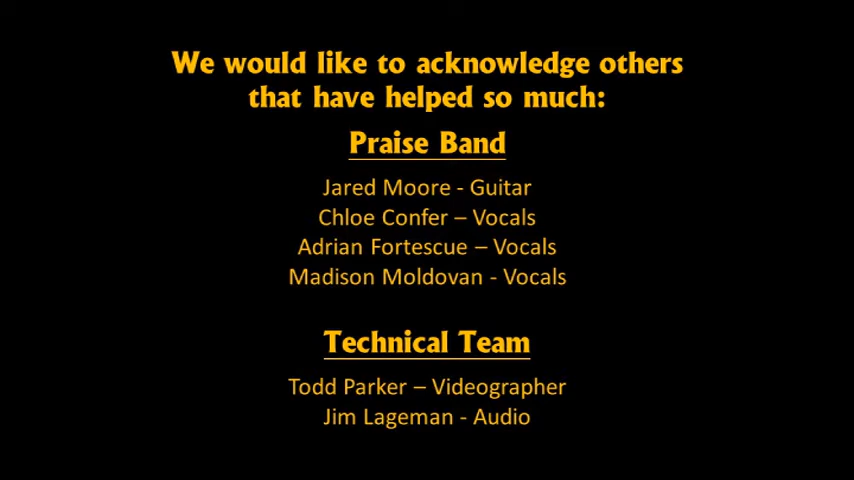 We would like to acknowledge others
that have helped so much:
Praise Band
Jared Moore - Guitar
Chloe Confer – Vocals
Adrian Fortescue – Vocals
Madison Moldovan - Vocals
Technical Team
Todd Parker – Videographer
Jim Lageman - Audio